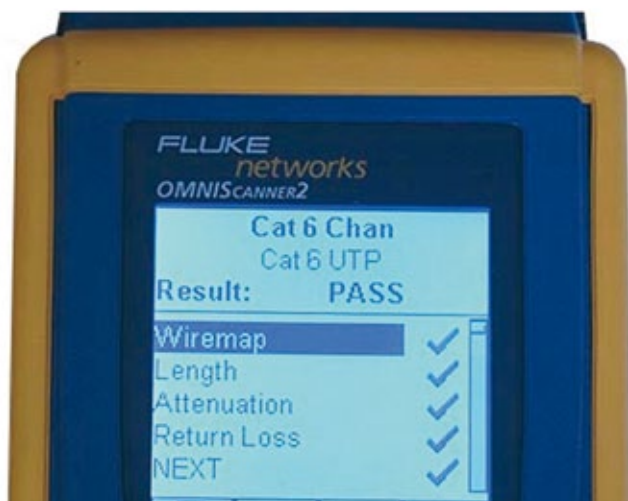 FLUKE
networks
OMNISCANNER2
Cat 6 Chan
Cat 6 UTP
Result: PASS
Wiremap
Length
Attenuation
Return Loss
NEXT